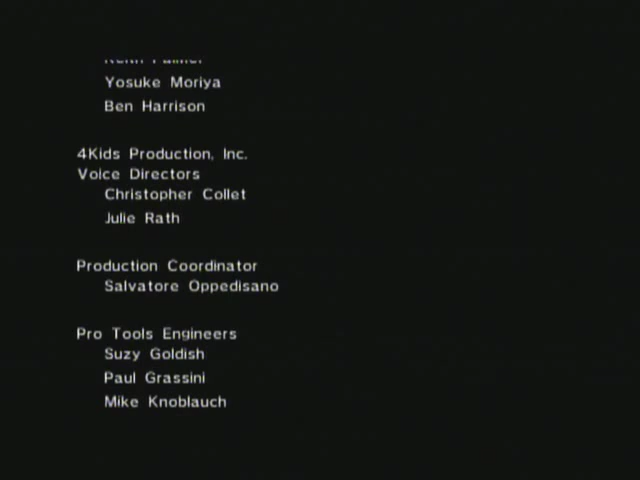 Yosuke Moriya
Ben Harrison
4Kids Production, Inc.
Voice Directors
Christopher Collet
Julie Rath
Production Coordinator
Salvatore Oppedisano
Pro Tools Engineers
Suzy Goldish
Paul Grassini
Mike Knoblauch